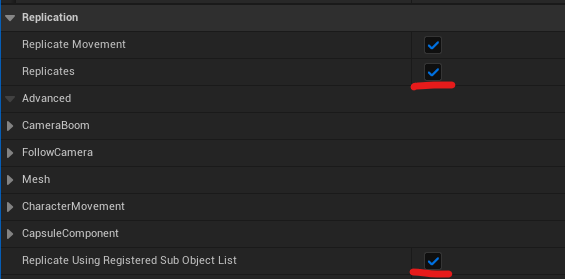 Replication
Replicate Movement
Replicates
Advanced
CameraBoom
FollowCamera
Mesh
CharacterMovement
CapsuleComponent
Replicate Using Registered Sub Object List